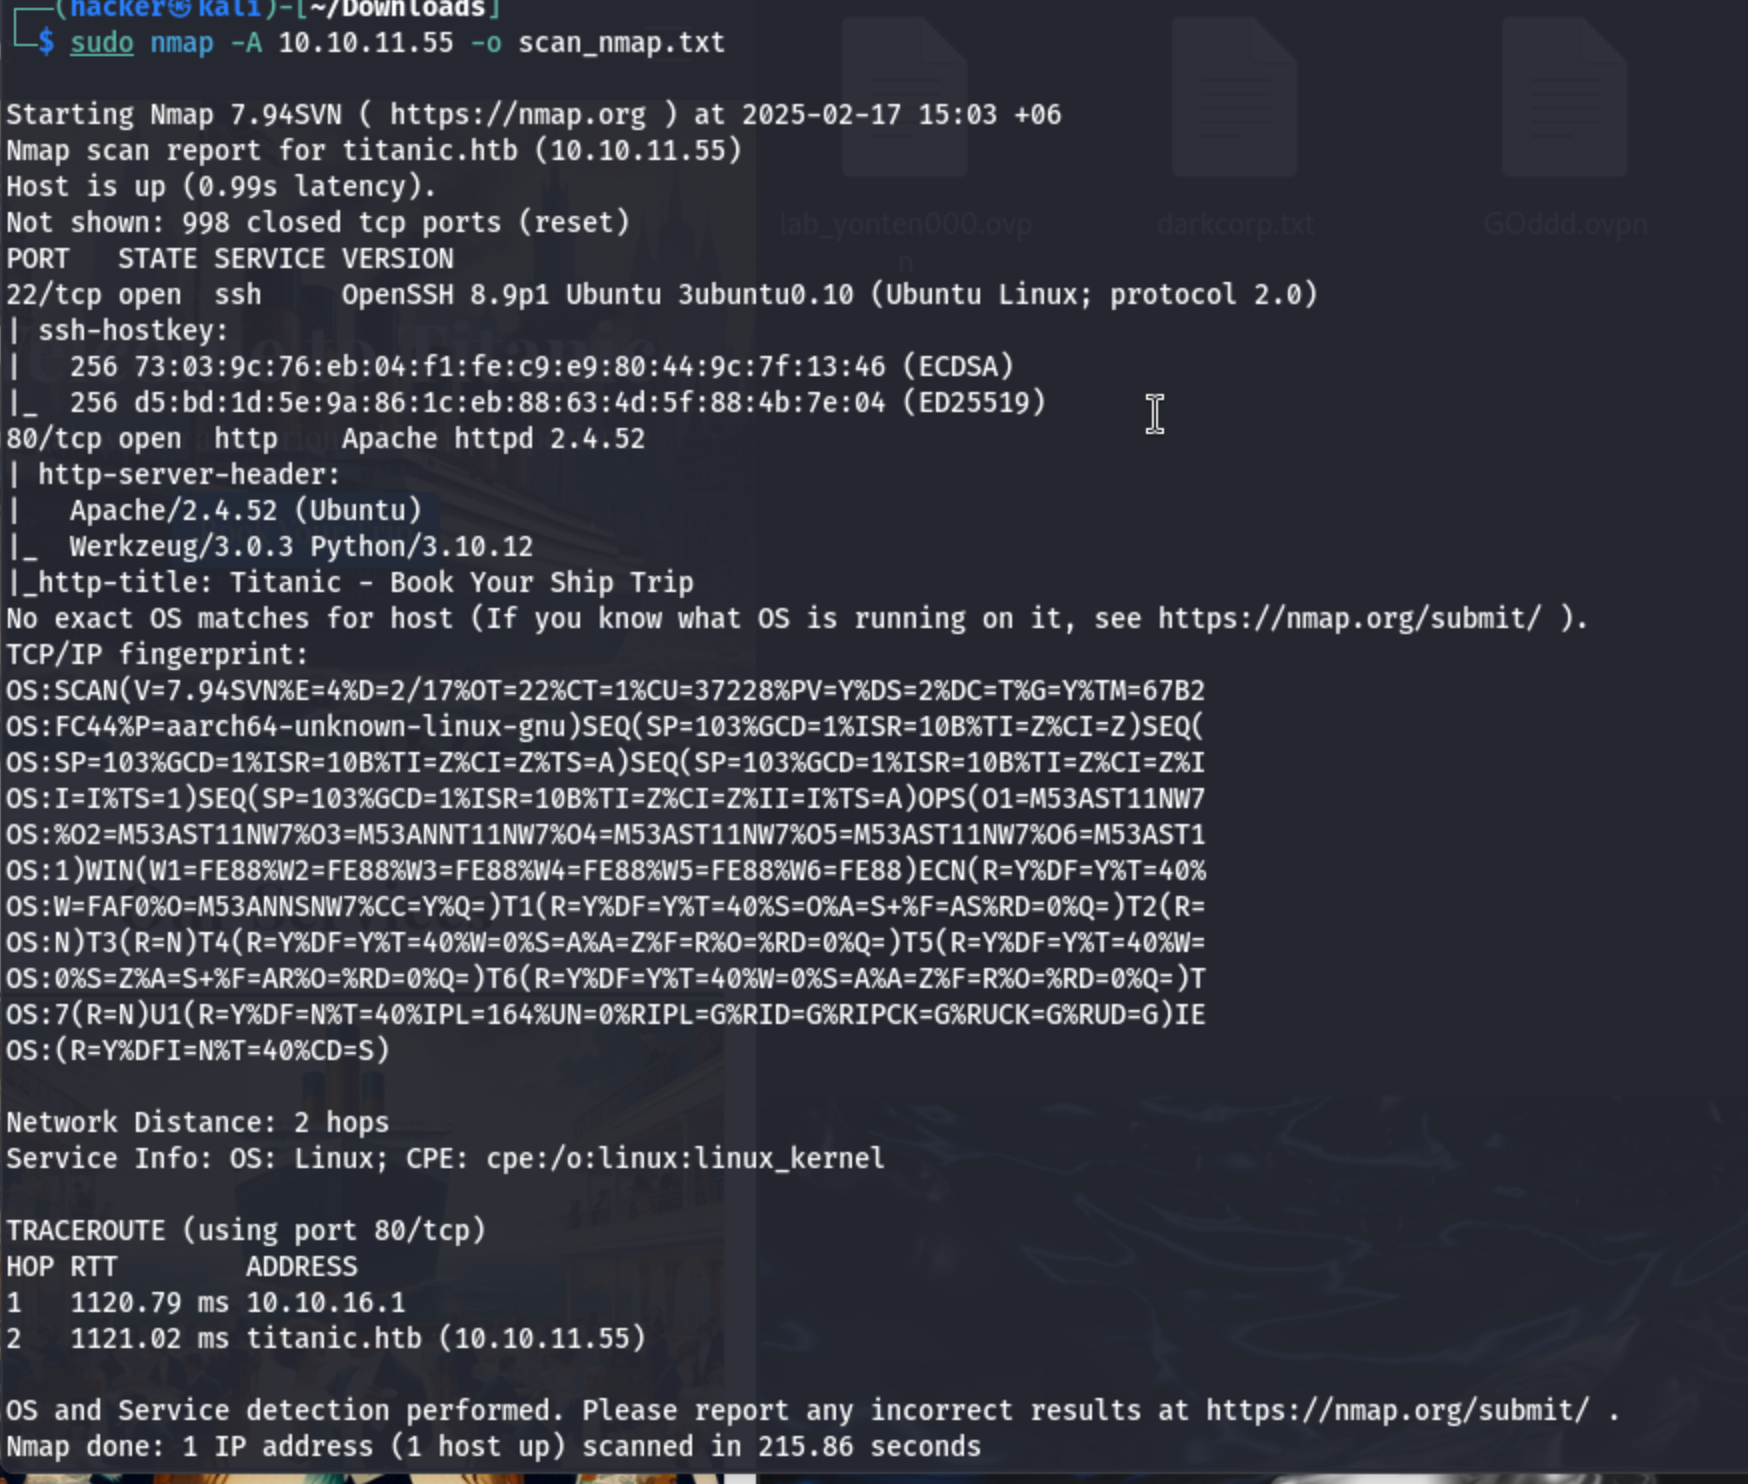 (hacker㉿kali)-[~/Downloads]
$ sudo nmap -A 10.10.11.55 -o scan_nmap.txt
Starting Nmap 7.94SVN ( https://nmap.org ) at 2025-02-17 15:03 +06
Nmap scan report for titanic.htb (10.10.11.55)
Host is up (0.99s latency).
Not shown: 998 closed tcp ports (reset)
PORT   STATE SERVICE VERSION
22/tcp open  ssh     OpenSSH 8.9p1 Ubuntu 3ubuntu0.10 (Ubuntu Linux; protocol 2.0)
| ssh-hostkey:
|   256 73:03:9c:76:eb:04:f1:fe:c9:e9:80:44:9c:7f:13:46 (ECDSA)
|_  256 d5:bd:1d:5e:9a:86:1c:eb:88:63:4d:5f:88:4b:7e:04 (ED25519)
80/tcp open  http    Apache httpd 2.4.52
| http-server-header:
|   Apache/2.4.52 (Ubuntu)
|_  Werkzeug/3.0.3 Python/3.10.12
|_http-title: Titanic - Book Your Ship Trip
No exact OS matches for host (If you know what OS is running on it, see https://nmap.org/submit/ ).
TCP/IP fingerprint:
OS:SCAN(V=7.94SVN%E=4%D=2/17%OT=22%CT=1%CU=37228%PV=Y%DS=2%DC=T%G=Y%TM=67B2
OS:FC44%P=aarch64-unknown-linux-gnu)SEQ(SP=103%GCD=1%ISR=10B%TI=Z%CI=Z)SEQ(
OS:SP=103%GCD=1%ISR=10B%TI=Z%CI=Z%TS=A)SEQ(SP=103%GCD=1%ISR=10B%TI=Z%CI=Z%I
OS:I=I%TS=1)SEQ(SP=103%GCD=1%ISR=10B%TI=Z%CI=Z%II=I%TS=A)OPS(O1=M53AST11NW7
OS:%O2=M53AST11NW7%O3=M53ANNT11NW7%O4=M53AST11NW7%O5=M53AST11NW7%O6=M53AST1
OS:1)WIN(W1=FE88%W2=FE88%W3=FE88%W4=FE88%W5=FE88%W6=FE88)ECN(R=Y%DF=Y%T=40%
OS:W=FAF0%O=M53ANNSNW7%CC=Y%Q=)T1(R=Y%DF=Y%T=40%S=O%A=S+%F=AS%RD=0%Q=)T2(R=
OS:N)T3(R=N)T4(R=Y%DF=Y%T=40%W=0%S=A%A=Z%F=R%O=%RD=0%Q=)T5(R=Y%DF=Y%T=40%W=
OS:0%S=Z%A=S+%F=AR%O=%RD=0%Q=)T6(R=Y%DF=Y%T=40%W=0%S=A%A=Z%F=R%O=%RD=0%Q=)T
OS:7(R=N)U1(R=Y%DF=N%T=40%IPL=164%UN=0%RIPL=G%RID=G%RIPCK=G%RUCK=G%RUD=G)IE
OS:(R=Y%DFI=N%T=40%CD=S)
Network Distance: 2 hops
Service Info: OS: Linux; CPE: cpe:/o:linux:linux_kernel
TRACEROUTE (using port 80/tcp)
HOP RTT        ADDRESS
1   1120.79 ms 10.10.16.1
2   1121.02 ms titanic.htb (10.10.11.55)
OS and Service detection performed. Please report any incorrect results at https://nmap.org/submit/ .
Nmap done: 1 IP address (1 host up) scanned in 215.86 seconds
lab_yonten000.ovp
n
darkcorp.txt
GOddd.ovpn